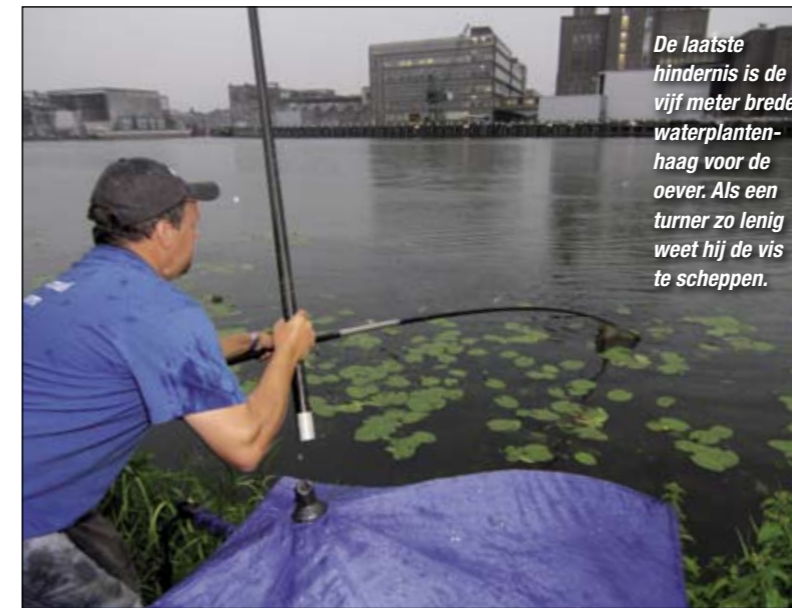 De laatste
hindernis is de
vijf meter brede
waterplanten-
haag voor de
oever. Als een
turner zo lenig
weet hij de vis
te scheppen.